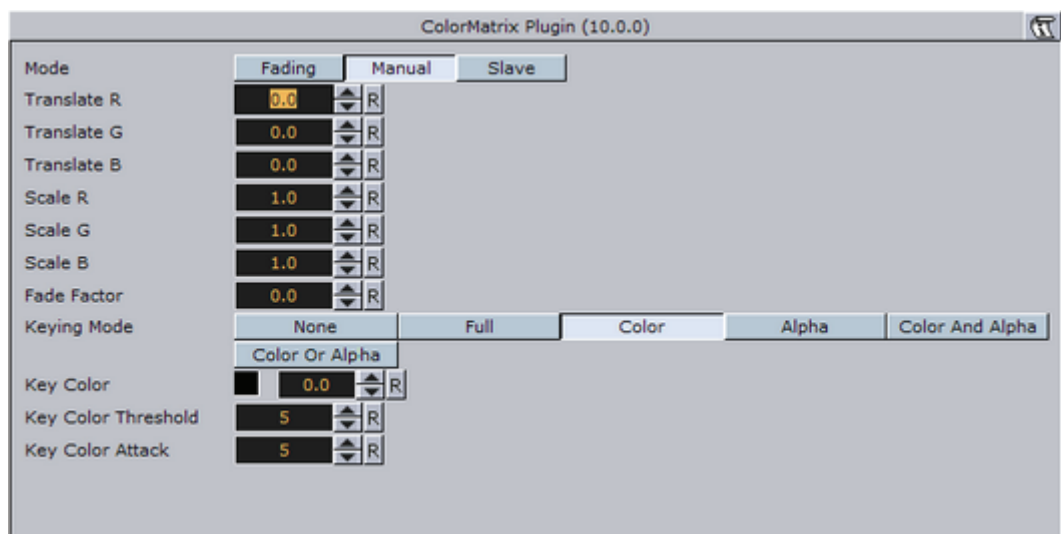 ColorMatrix Plugin (10.0.0)
Mode Fading Manual Slave
Translate R 0.0 R
Translate G 0.0 R
Translate B 0.0 R
Scale R 1.0 R
Scale G 1.0 R
Scale B 1.0 R
Fade Factor 0.0 R
Keying Mode None Full Color Alpha Color And Alpha
Color Or Alpha
Key Color 0.0 R
Key Color Threshold 5 R
Key Color Attack 5 R